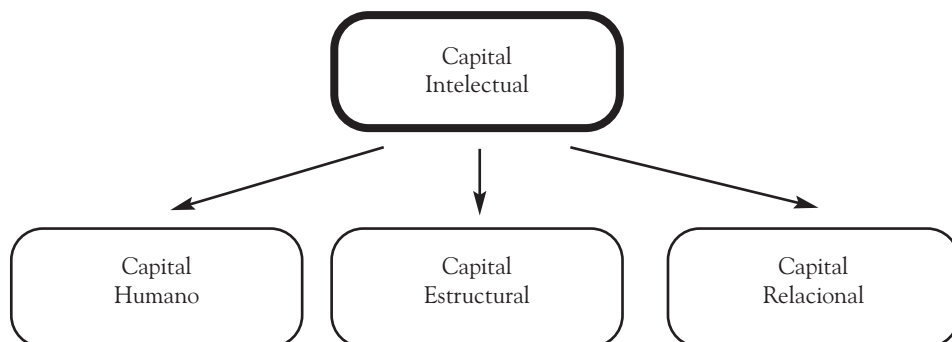 Capital
Intelectual
Capital
Humano
Capital
Estructural
Capital
Relacional